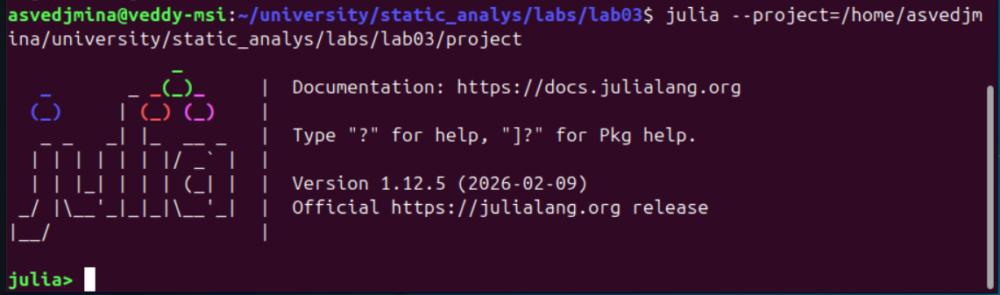 asvedjmina@veddy-msi:~/university/static_analys/labs/lab03$ julia --project=/home/asvedjm
ina/university/static_analys/labs/lab03/project
               _
   _       _ _(_)_     |  Documentation: https://docs.julialang.org
  (_)     | (_) (_)    |
   _ _   _| |_  __ _   |  Type "?" for help, "]?" for Pkg help.
  | | | | | | |/ _` |  |
  | | |_| | | | (_| |  |  Version 1.12.5 (2026-02-09)
 _/ |\__'_|_|_|\__'_|  |  Official https://julialang.org release
|__/                   |
julia>